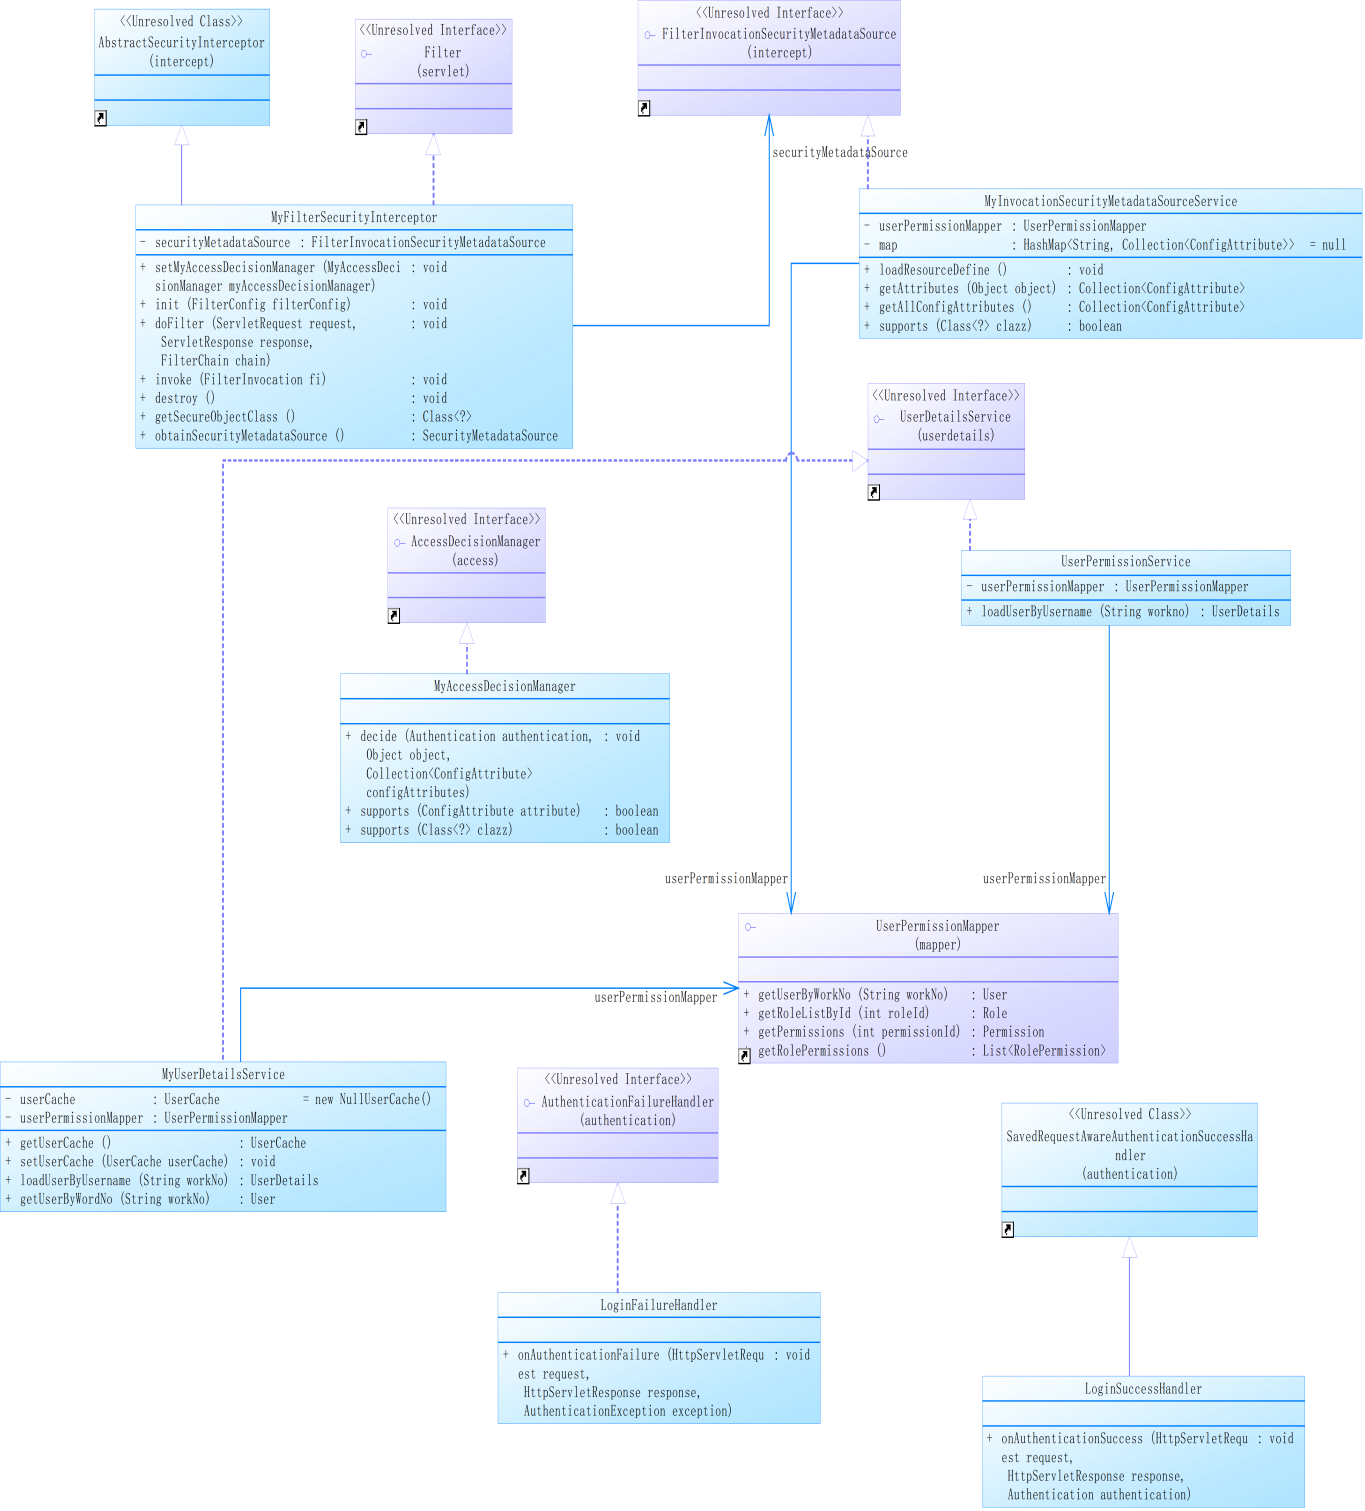 <<Unresolved Class>>
AbstractSecurityInterceptor
(intercept)
<<Unresolved Interface>>
Filter
(servlet)
<<Unresolved Interface>>
FilterInvocationSecurityMetadataSource
(intercept)
securityMetadataSource
MyFilterSecurityInterceptor
- securityMetadataSource : FilterInvocationSecurityMetadataSource
+ setMyAccessDecisionManager (MyAccessDeci : void
sionManager myAccessDecisionManager)
+ init (FilterConfig filterConfig) : void
+ doFilter (ServletRequest request, : void
ServletResponse response,
FilterChain chain)
+ invoke (FilterInvocation fi) : void
+ destroy () : void
+ getSecureObjectClass () : Class<?>
+ obtainSecurityMetadataSource () : SecurityMetadataSource
MyInvocationSecurityMetadataSourceService
- userPermissionMapper : UserPermissionMapper
- map : HashMap<String, Collection<ConfigAttribute>> = null
+ loadResourceDefine () : void
+ getAttributes (Object object) : Collection<ConfigAttribute>
+ getAllConfigAttributes () : Collection<ConfigAttribute>
+ supports (Class<?> clazz) : boolean
<<Unresolved Interface>>
UserDetailsService
(userdetails)
<<Unresolved Interface>>
AccessDecisionManager
(access)
UserPermissionService
- userPermissionMapper : UserPermissionMapper
+ loadUserByUsername (String workno) : UserDetails
MyAccessDecisionManager
+ decide (Authentication authentication, : void
Object object,
Collection<ConfigAttribute>
configAttributes)
+ supports (ConfigAttribute attribute) : boolean
+ supports (Class<?> clazz) : boolean
userPermissionMapper
userPermissionMapper
UserPermissionMapper
(mapper)
+ getUserByWorkNo (String workNo) : User
+ getRoleListById (int roleId) : Role
+ getPermissions (int permissionId) : Permission
+ getRolePermissions () : List<RolePermission>
userPermissionMapper
MyUserDetailsService
- userCache : UserCache = new NullUserCache()
- userPermissionMapper : UserPermissionMapper
+ getUserCache () : UserCache
+ setUserCache (UserCache userCache) : void
+ loadUserByUsername (String workNo) : UserDetails
+ getUserByWordNo (String workNo) : User
<<Unresolved Interface>>
AuthenticationFailureHandler
(authentication)
<<Unresolved Class>>
SavedRequestAwareAuthenticationSuccessHa
ndler
(authentication)
LoginFailureHandler
+ onAuthenticationFailure (HttpServletRequ : void
est request,
HttpServletResponse response,
AuthenticationException exception)
LoginSuccessHandler
+ onAuthenticationSuccess (HttpServletRequ : void
est request,
HttpServletResponse response,
Authentication authentication)